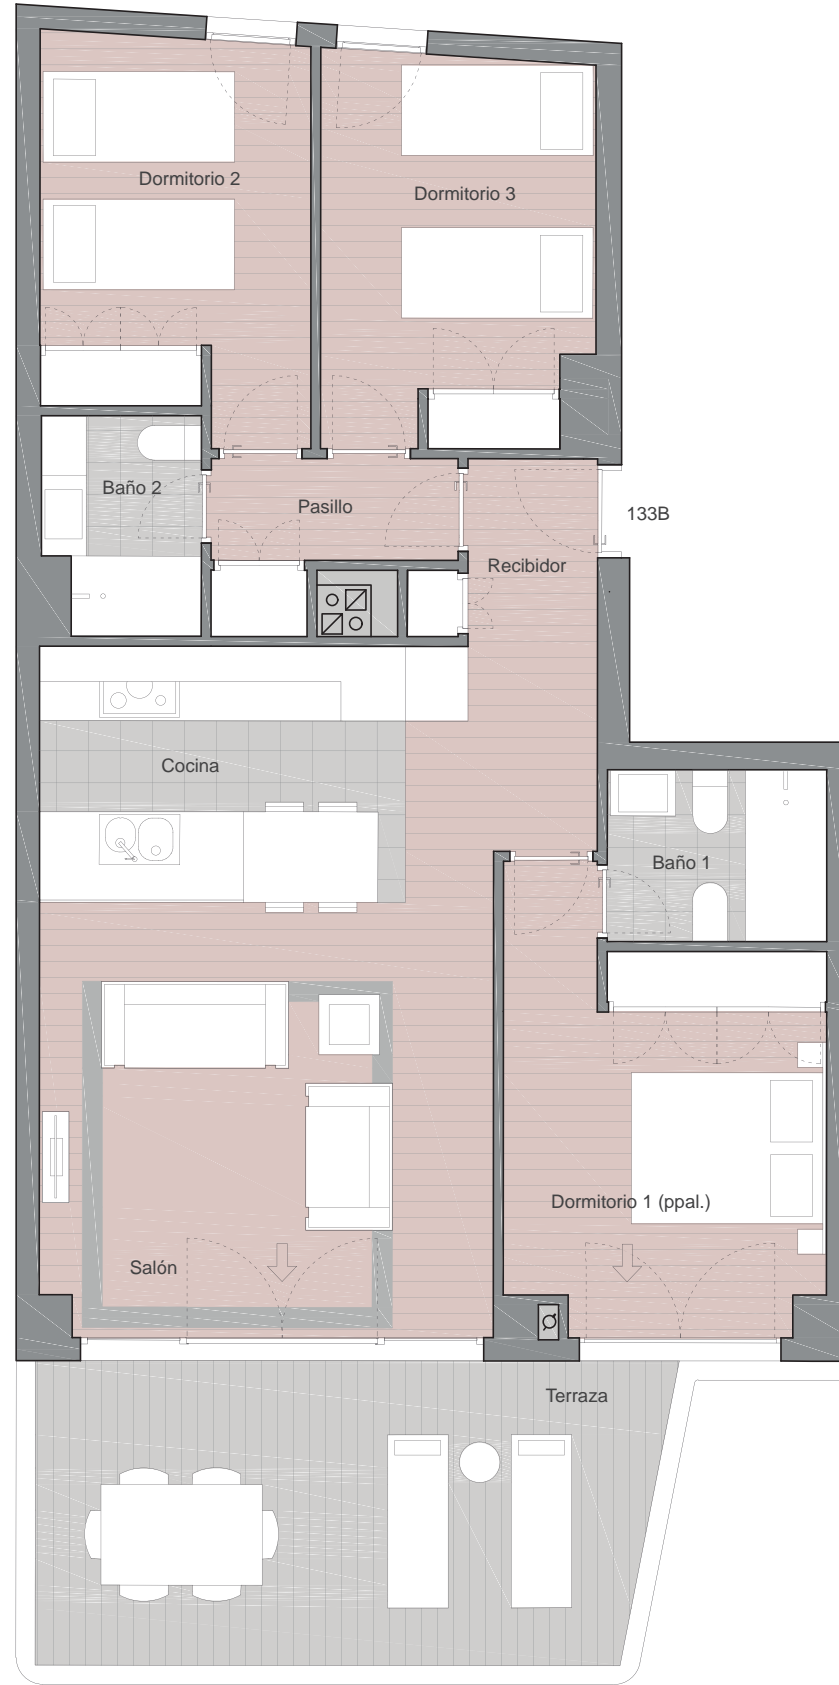 Dormitorio 2
Dormitorio 3
Baño 2
Pasillo
133B
Recibidor
Cocina
Baño 1
Dormitorio 1 (ppal.)
Salón
Terraza